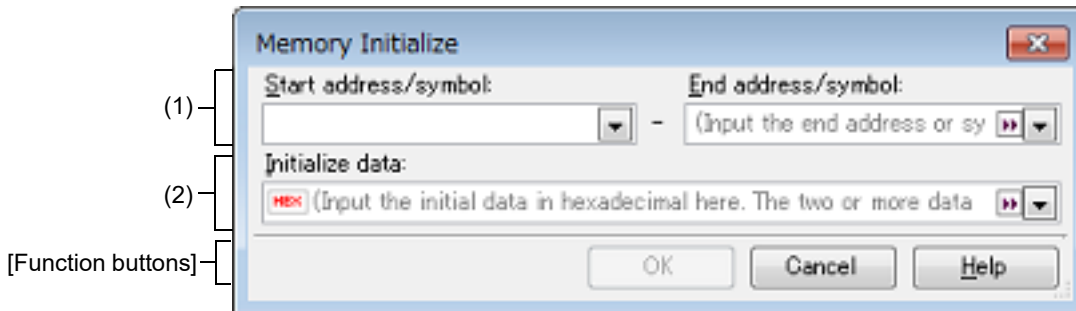 Memory Initialize
(1)
Start address/symbol:
End address/symbol:
-
(Input the end address or sy
(2)
Initialize data:
HEX (Input the initial data in hexadecimal here. The two or more data
[Function buttons]
OK
Cancel
Help